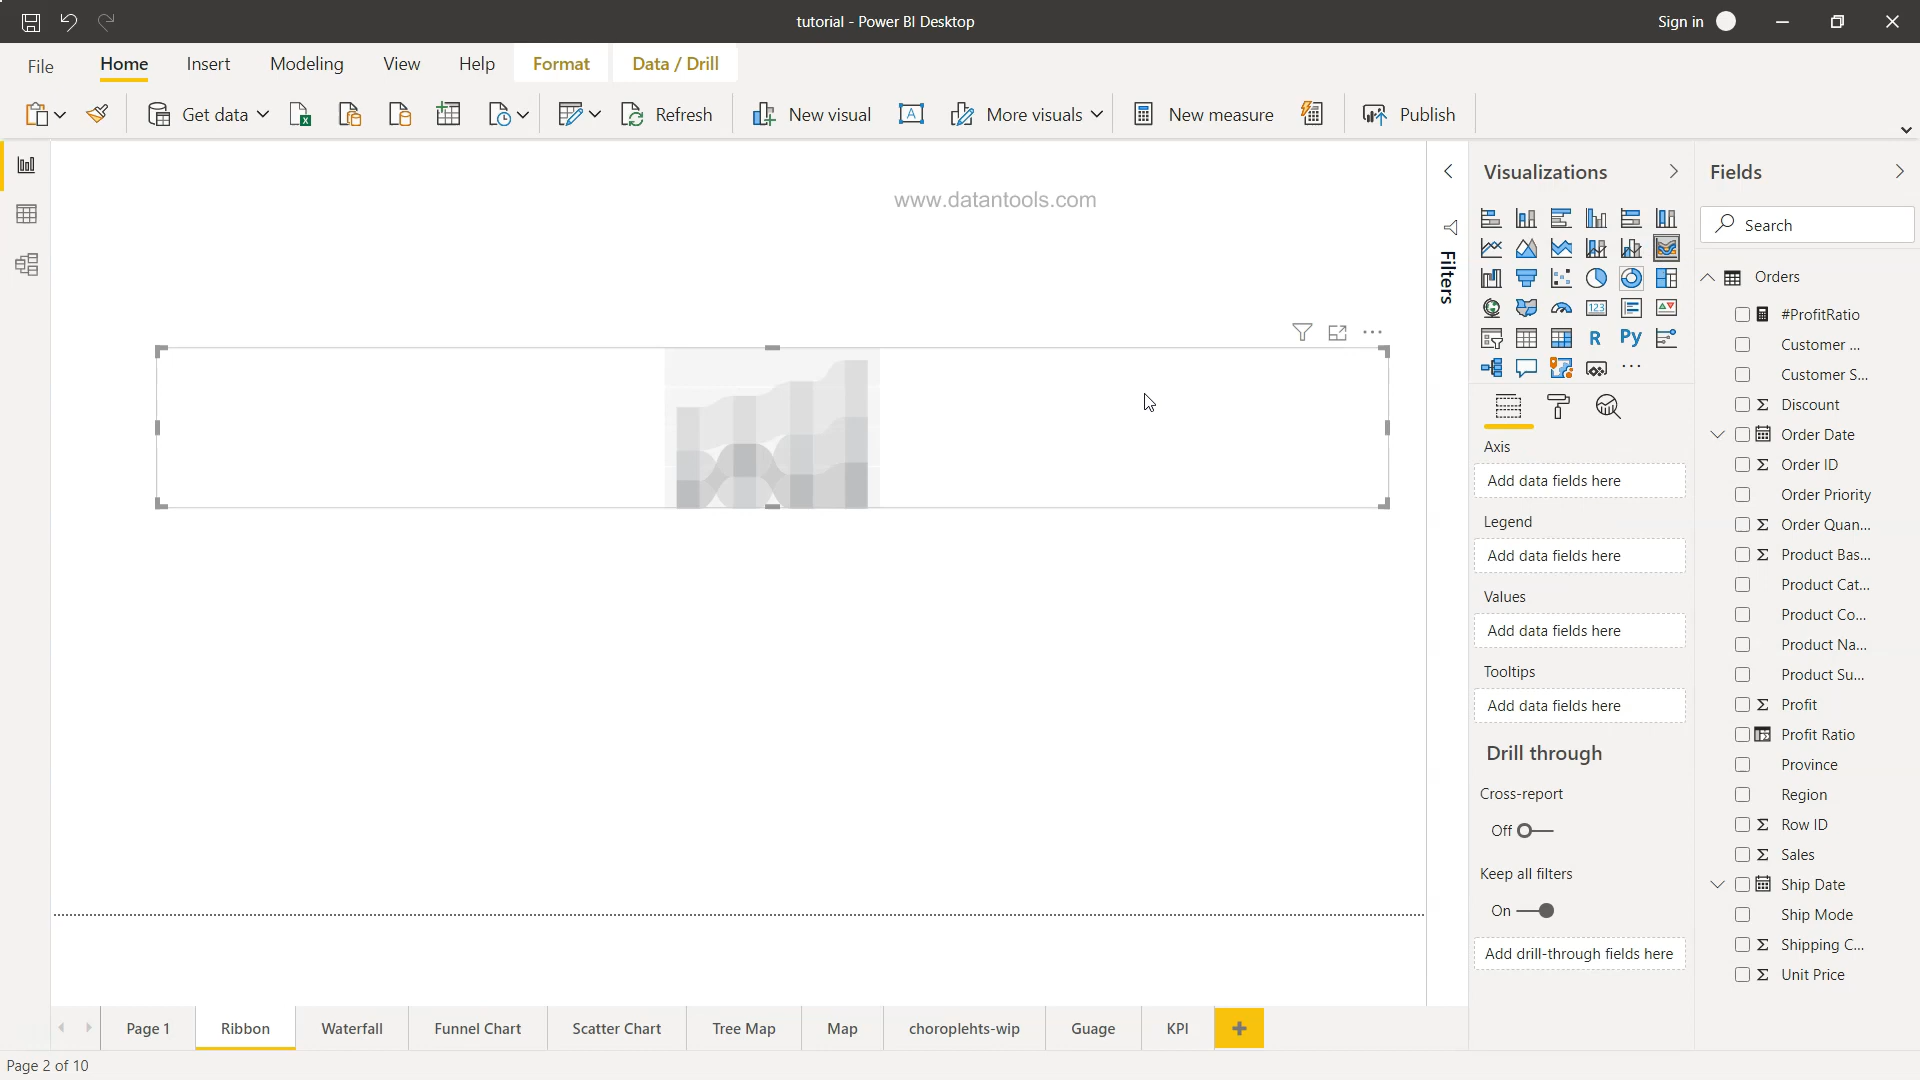 tutorial - Power BI Desktop
Sign in
File
Home
Insert
Modeling
View
Help
Format
Data / Drill
Get data
Refresh
New visual
A
More visuals
New measure
Publish
www.datantools.com
Filters
Visualizations
123
R
Py
Axis
Add data fields here
Legend
Add data fields here
Values
Add data fields here
Tooltips
Add data fields here
Drill through
Cross-report
Off
Keep all filters
On
Add drill-through fields here
Fields
Search
Orders
#ProfitRatio
Customer ...
Customer S...
Σ Discount
Order Date
Σ Order ID
Order Priority
Σ Order Quan...
Σ Product Bas...
Product Cat...
Product Co...
Product Na...
Product Su...
Σ Profit
Profit Ratio
Province
Region
Σ Row ID
Σ Sales
Ship Date
Ship Mode
Σ Shipping C...
Σ Unit Price
Page 1
Ribbon
Waterfall
Funnel Chart
Scatter Chart
Tree Map
Map
choroplehts-wip
Guage
KPI
Page 2 of 10